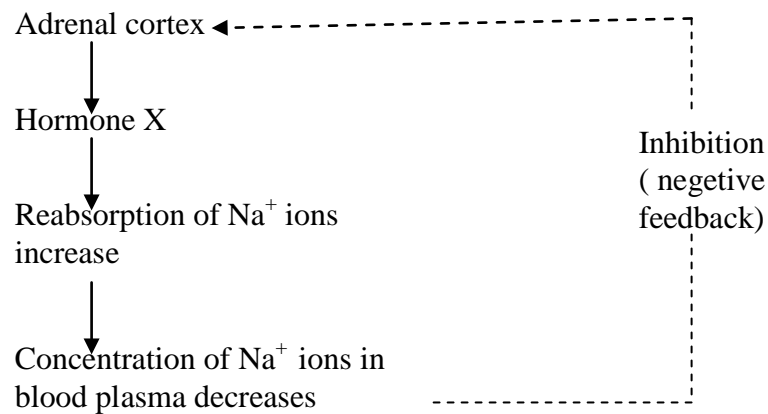 Adrenal cortex
Hormone X
Inhibition
( negetive
feedback)
Reabsorption of Na⁺ ions
increase
Concentration of Na⁺ ions in
blood plasma decreases